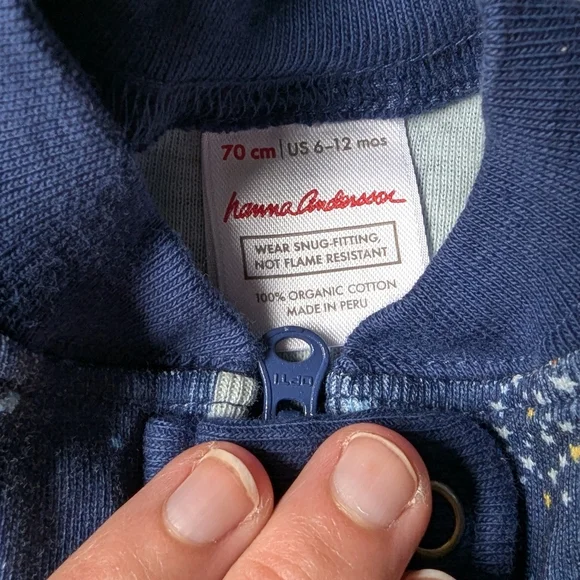 70 cm | US 6-12 mos
hanna andersson
WEAR SNUG-FITTING,
NOT FLAME RESISTANT
100% ORGANIC COTTON
MADE IN PERU